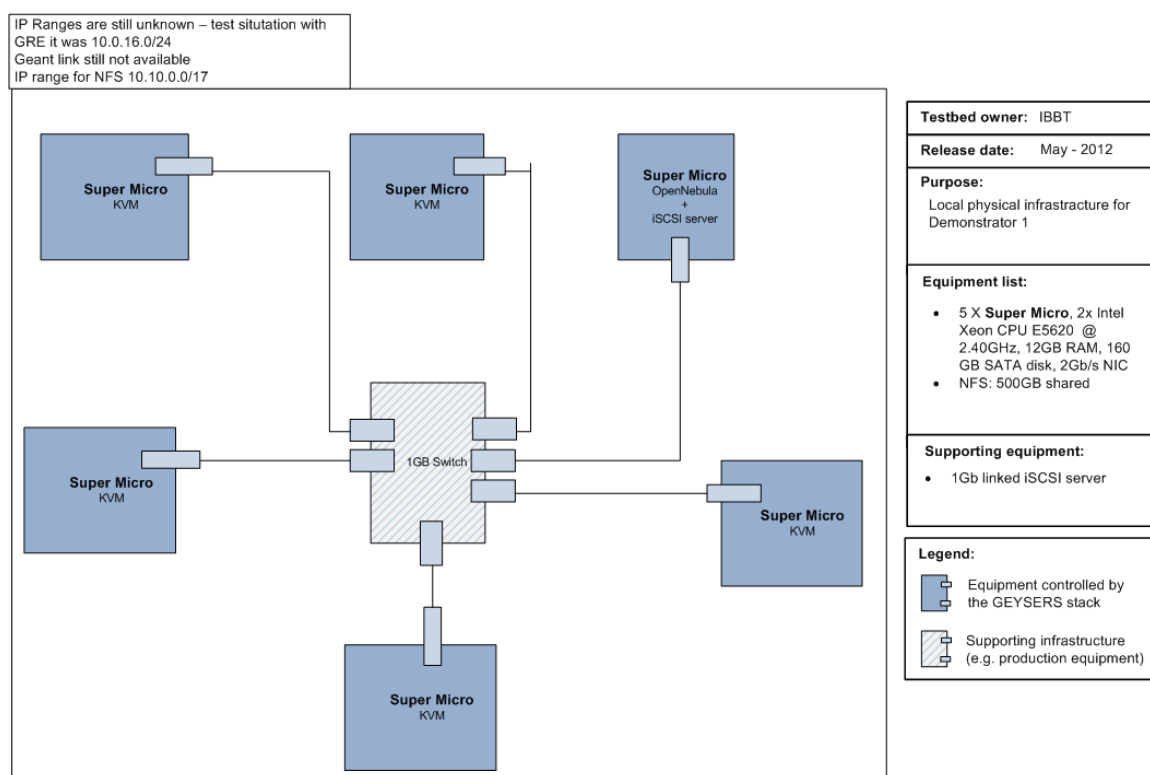 IP Ranges are still unknown – test situtation with
GRE it was 10.0.16.0/24
Geant link still not available
IP range for NFS 10.10.0.0/17
Super Micro
KVM
Super Micro
KVM
Super Micro
OpenNebula
+
iSCSI server
Super Micro
KVM
1GB Switch
Super Micro
KVM
Super Micro
KVM
Testbed owner: IBBT
Release date: May - 2012
Purpose:
Local physical infrastracture for
Demonstrator 1
Equipment list:
• 5 X Super Micro, 2x Intel
Xeon CPU E5620 @
2.40GHz, 12GB RAM, 160
GB SATA disk, 2Gb/s NIC
• NFS: 500GB shared
Supporting equipment:
• 1Gb linked iSCSI server
Legend:
Equipment controlled by
the GEYSERS stack
Supporting infrastructure
(e.g. production equipment)